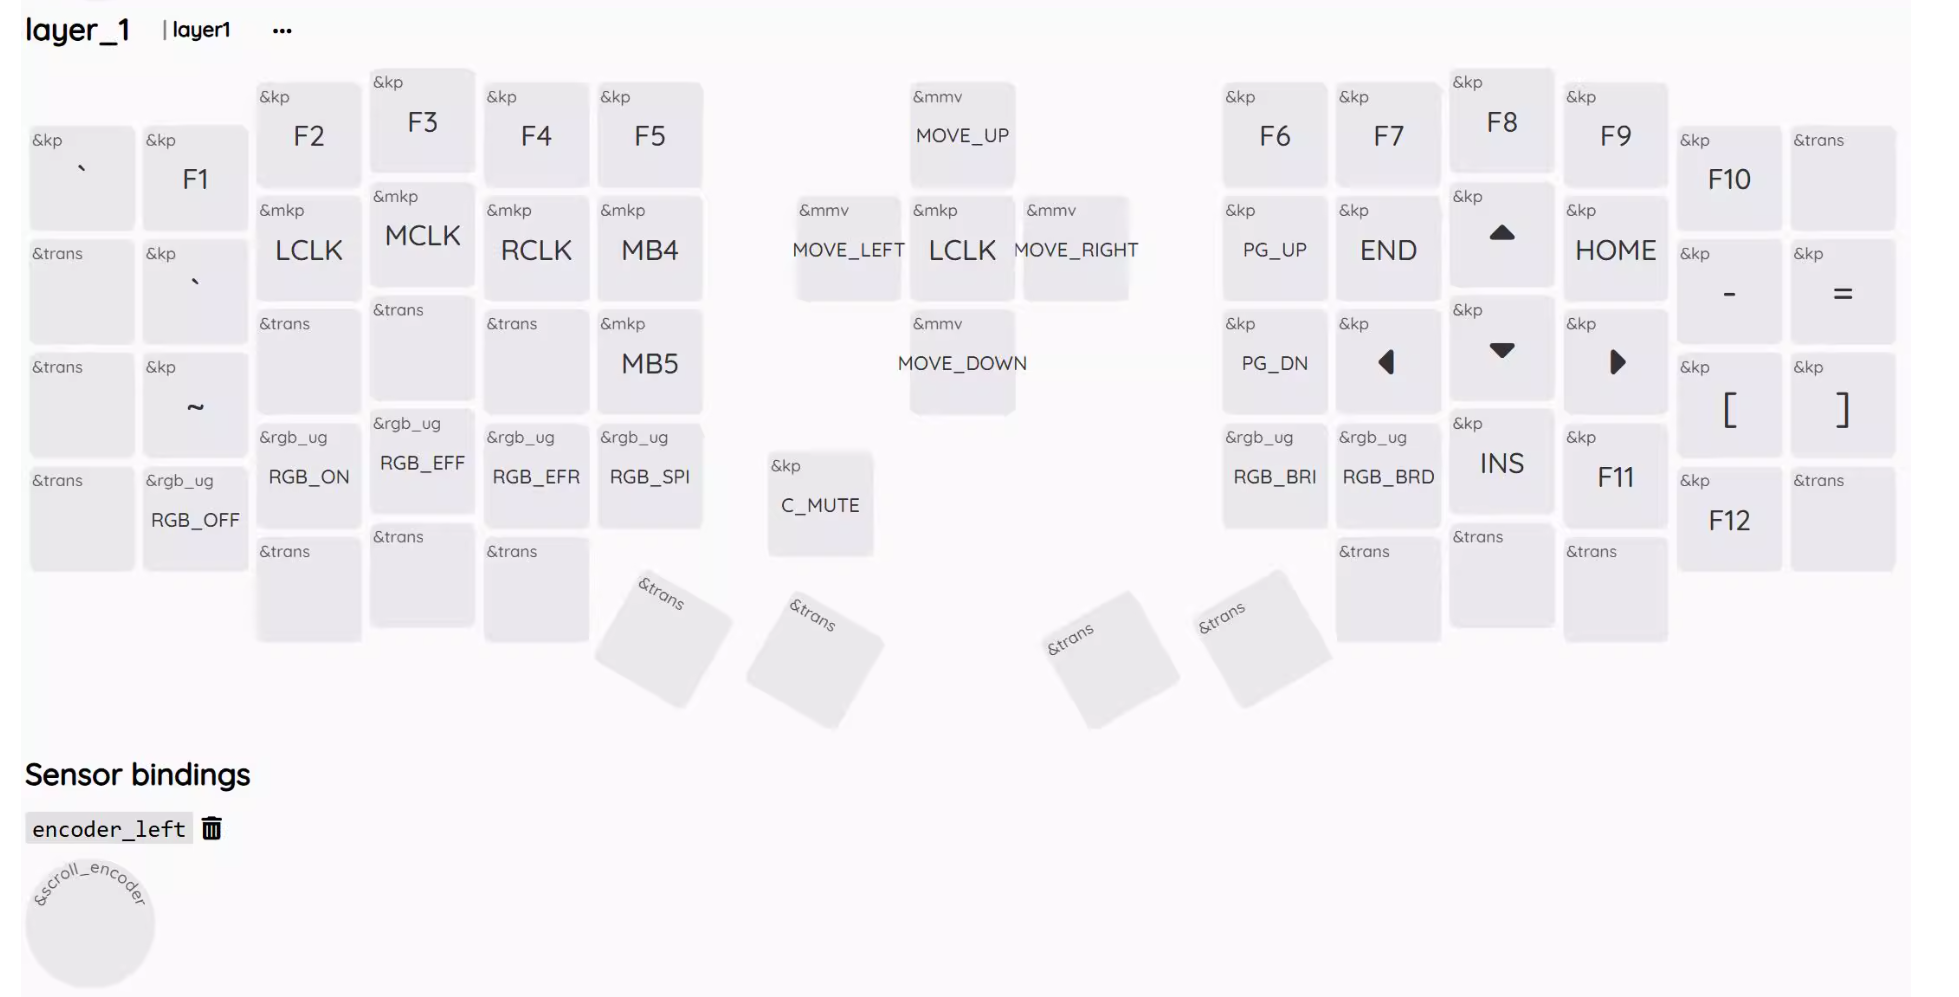 layer_1 | layer1 ...
&kp ` &kp F1 &kp F2 &kp F3 &kp F4 &kp F5 &mmv MOVE_UP &kp F6 &kp F7 &kp F8 &kp F9 &kp F10 &trans
&trans &kp ` &mkp LCLK &mkp MCLK &mkp RCLK &mkp MB4 &mmv MOVE_LEFT &mkp LCLK &mmv MOVE_RIGHT &kp PG_UP &kp END &kp ▲ &kp HOME &kp - &kp =
&trans &kp ~ &trans &trans &trans &mkp MB5 &mmv MOVE_DOWN &kp PG_DN &kp ◀ &kp ▼ &kp ▶ &kp [ &kp ]
&trans &rgb_ug RGB_OFF &rgb_ug RGB_ON &rgb_ug RGB_EFF &rgb_ug RGB_EFR &rgb_ug RGB_SPI &kp C_MUTE &rgb_ug RGB_BRI &rgb_ug RGB_BRD &kp INS &kp F11 &kp F12 &trans
&trans &trans &trans &trans &trans &trans &trans &trans &trans &trans
Sensor bindings
encoder_left
&scroll_encoder